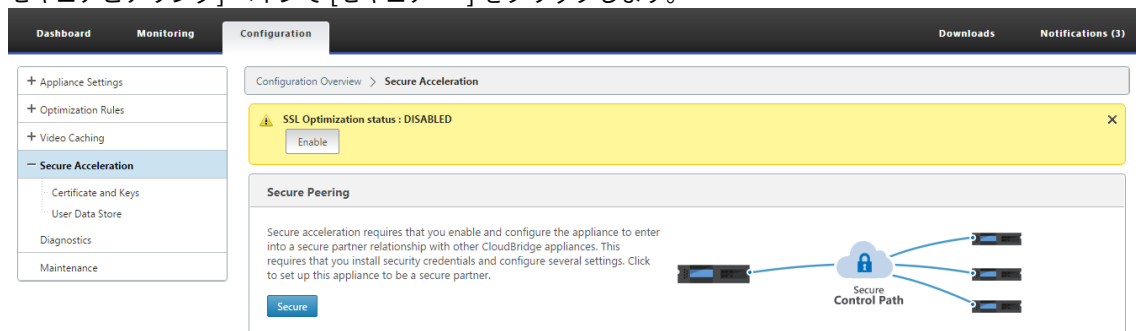 Dashboard Monitoring Configuration Downloads Notifications (3)
+ Appliance Settings
+ Optimization Rules
+ Video Caching
− Secure Acceleration
Certificate and Keys
User Data Store
Diagnostics
Maintenance
Configuration Overview > Secure Acceleration
SSL Optimization status : DISABLED
Enable
Secure Peering
Secure acceleration requires that you enable and configure the appliance to enter
into a secure partner relationship with other CloudBridge appliances. This
requires that you install security credentials and configure several settings. Click
to set up this appliance to be a secure partner.
Secure
Secure
Control Path